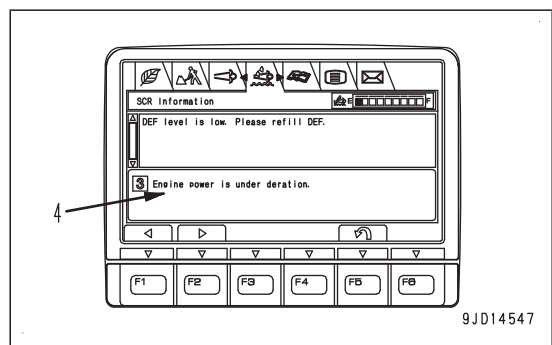 SCR Information
E
F
DEF level is low. Please refill DEF.
3 Engine power is under deration.
4
F1 F2 F3 F4 F5 F6
9JD14547